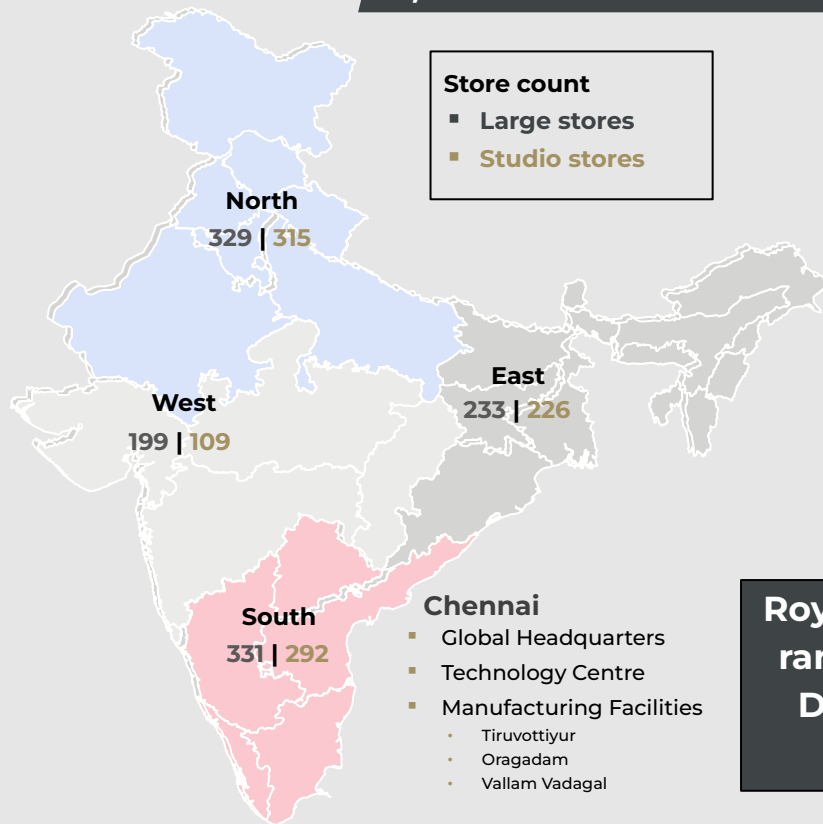 Store count
▪ Large stores
▪ Studio stores
North
329 | 315
East
233 | 226
West
199 | 109
South
331 | 292
Chennai
▪ Global Headquarters
▪ Technology Centre
▪ Manufacturing Facilities
• Tiruvottiyur
• Oragadam
• Vallam Vadagal